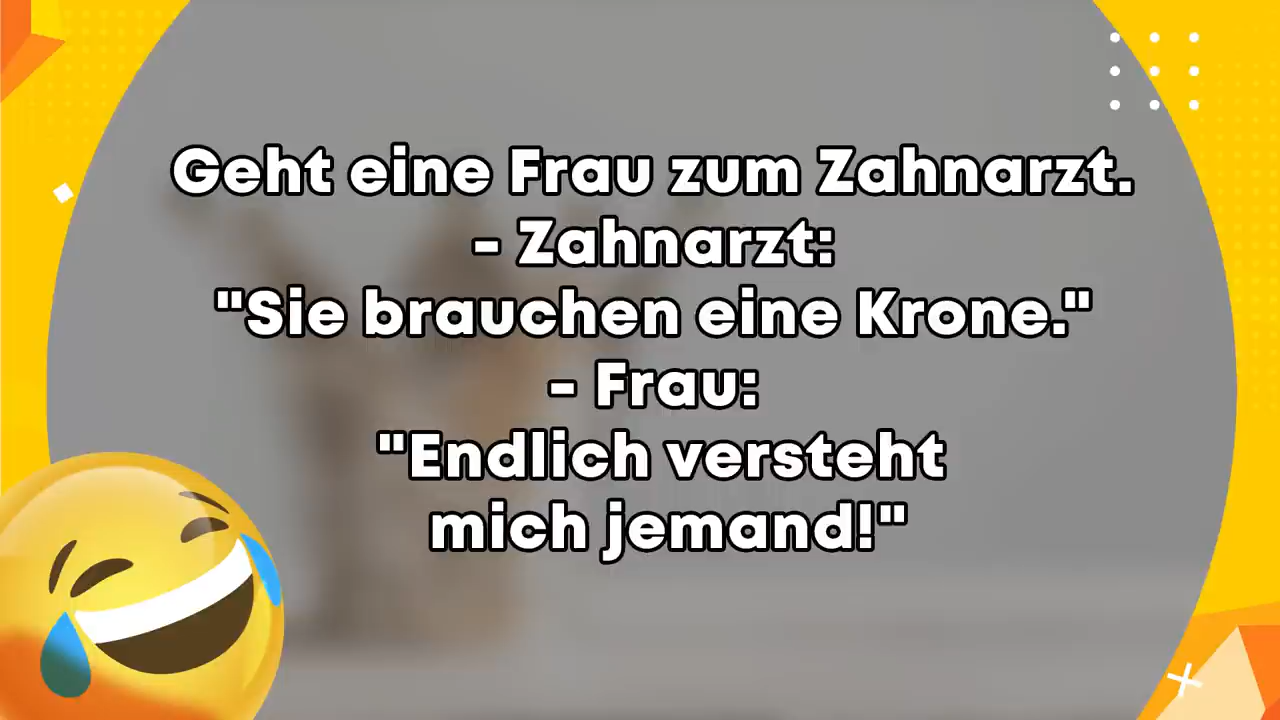 Geht eine Frau zum Zahnarzt.
- Zahnarzt:
"Sie brauchen eine Krone."
- Frau:
"Endlich versteht
mich jemand!"